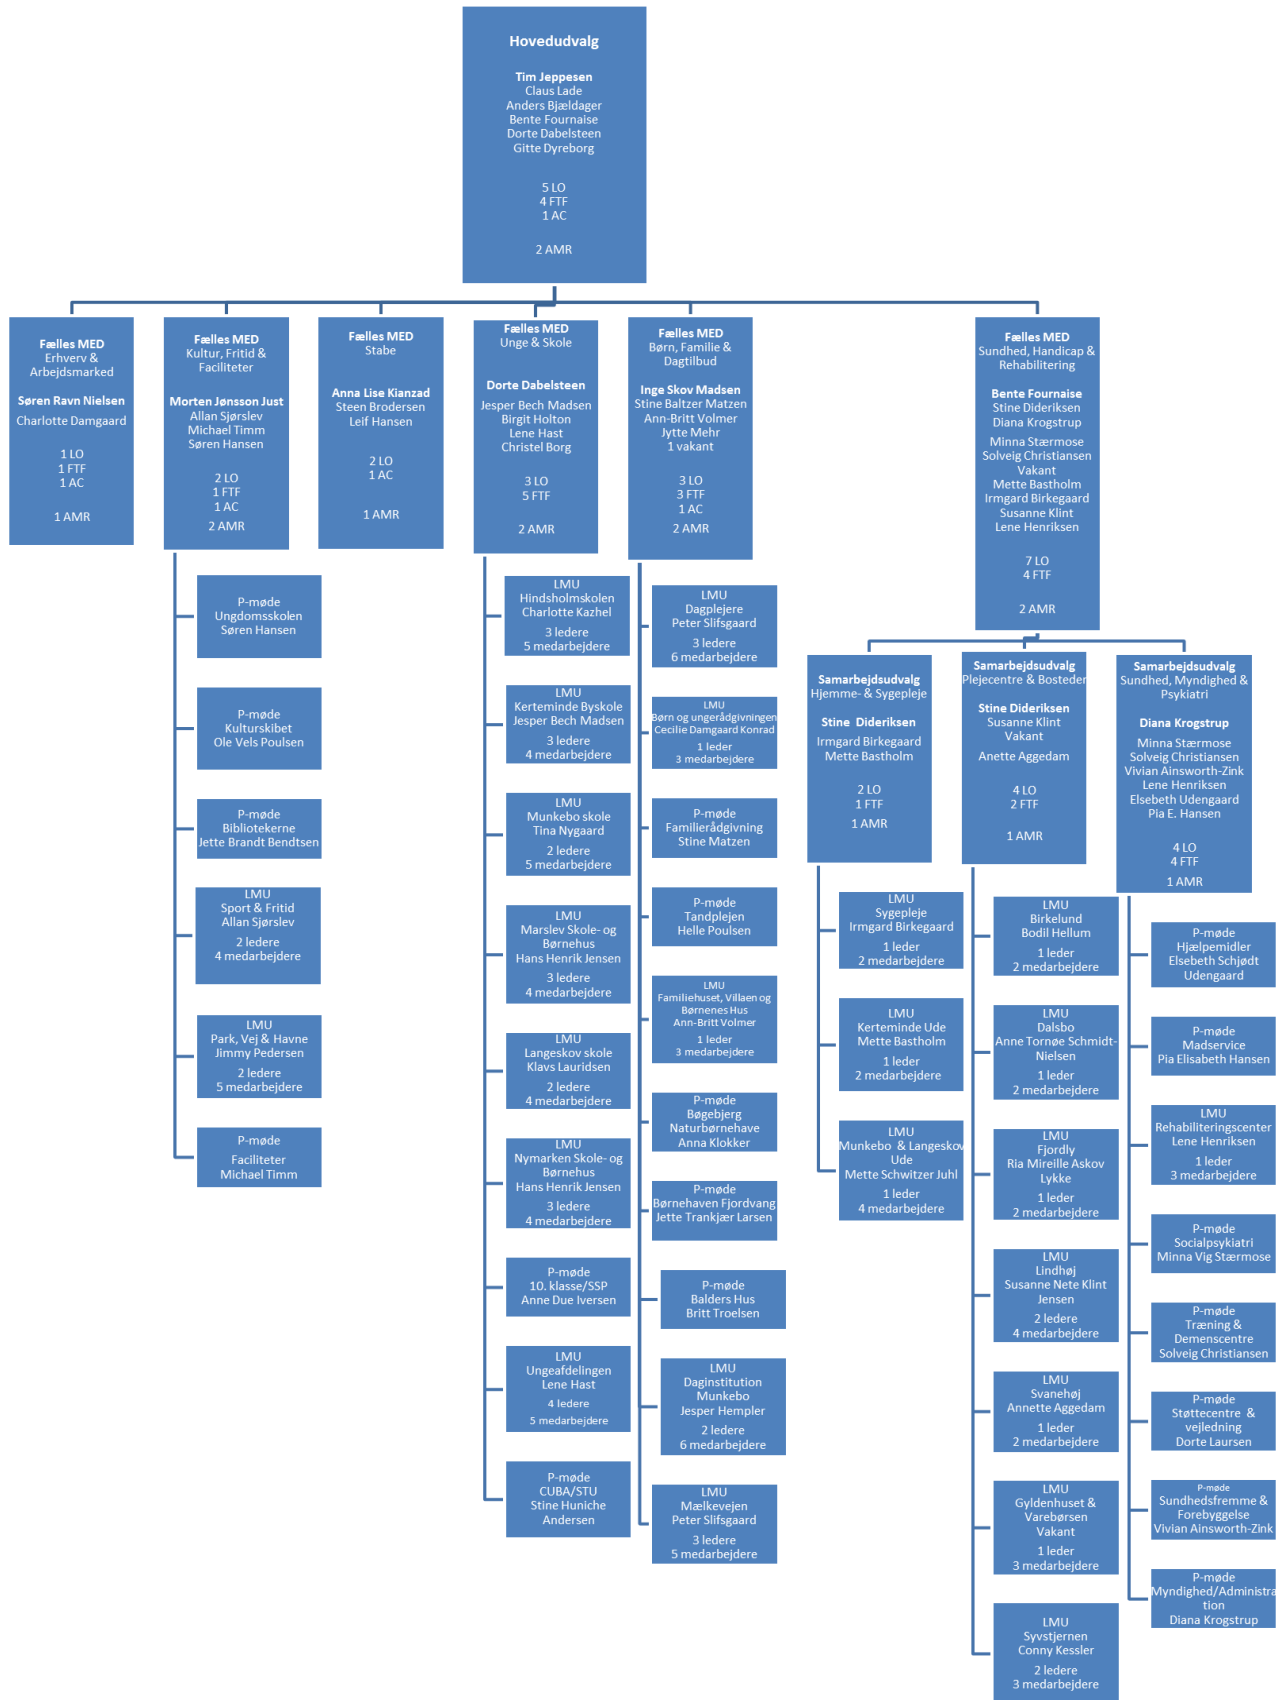 Hovedudvalg
Tim Jeppesen
Claus Lade
Anders Bjældager
Bente Fournaise
Dorte Dabelsteen
Gitte Dyreborg
5 LO
4 FTF
1 AC
2 AMR
Fælles MED
Erhverv &
Arbejdsmarked
Søren Ravn Nielsen
Charlotte Damgaard
1 LO
1 FTF
1 AC
1 AMR
Fælles MED
Kultur, Fritid &
Faciliteter
Morten Jønsson Just
Allan Sjørslev
Michael Timm
Søren Hansen
2 LO
1 FTF
1 AC
2 AMR
Fælles MED
Stabe
Anna Lise Kianzad
Steen Brodersen
Leif Hansen
2 LO
1 AC
1 AMR
Fælles MED
Unge & Skole
Dorte Dabelsteen
Jesper Bech Madsen
Birgit Holton
Lene Hast
Christel Borg
3 LO
5 FTF
2 AMR
Fælles MED
Børn, Familie &
Dagtilbud
Inge Skov Madsen
Stine Baltzer Matzen
Ann-Britt Volmer
Jytte Mehr
1 vakant
3 LO
3 FTF
1 AC
2 AMR
Fælles MED
Sundhed, Handicap &
Rehabilitering
Bente Fournaise
Stine Dideriksen
Diana Krogstrup
Minna Stærmose
Solveig Christiansen
Vakant
Mette Bastholm
Irmgard Birkegaard
Susanne Klint
Lene Henriksen
7 LO
4 FTF
2 AMR
P-møde
Ungdomsskolen
Søren Hansen
P-møde
Kulturskibet
Ole Vels Poulsen
P-møde
Bibliotekerne
Jette Brandt Bendtsen
LMU
Sport & Fritid
Allan Sjørslev
2 ledere
4 medarbejdere
LMU
Park, Vej & Havne
Jimmy Pedersen
2 ledere
5 medarbejdere
P-møde
Faciliteter
Michael Timm
LMU
Hindsholmskolen
Charlotte Kazhel
3 ledere
5 medarbejdere
LMU
Kerteminde Byskole
Jesper Bech Madsen
3 ledere
4 medarbejdere
LMU
Munkebo skole
Tina Nygaard
2 ledere
5 medarbejdere
LMU
Marslev Skole- og
Børnehus
Hans Henrik Jensen
3 ledere
4 medarbejdere
LMU
Langeskov skole
Klavs Lauridsen
2 ledere
4 medarbejdere
LMU
Nymarken Skole- og
Børnehus
Hans Henrik Jensen
3 ledere
4 medarbejdere
P-møde
10. klasse/SSP
Anne Due Iversen
LMU
Ungeafdelingen
Lene Hast
4 ledere
5 medarbejdere
P-møde
CUBA/STU
Stine Huniche
Andersen
LMU
Dagplejere
Peter Slifsgaard
3 ledere
6 medarbejdere
LMU
Børn og ungerådgivningen
Cecilie Damgaard Konrad
1 leder
3 medarbejdere
P-møde
Familierådgivning
Stine Matzen
P-møde
Tandplejen
Helle Poulsen
LMU
Familiehuset, Villaen og
Børnenes Hus
Ann-Britt Volmer
1 leder
3 medarbejdere
P-møde
Bøgebjerg
Naturbørnehave
Anna Klokker
P-møde
Børnehaven Fjordvang
Jette Trankjær Larsen
P-møde
Balders Hus
Britt Troelsen
LMU
Daginstitution
Munkebo
Jesper Hempler
2 ledere
6 medarbejdere
LMU
Mælkevejen
Peter Slifsgaard
3 ledere
5 medarbejdere
Samarbejdsudvalg
Hjemme- & Sygepleje
Stine Dideriksen
Irmgard Birkegaard
Mette Bastholm
2 LO
1 FTF
1 AMR
Samarbejdsudvalg
Plejecentre & Bosteder
Stine Dideriksen
Susanne Klint
Vakant
Anette Aggedam
4 LO
2 FTF
1 AMR
Samarbejdsudvalg
Sundhed, Myndighed &
Psykiatri
Diana Krogstrup
Minna Stærmose
Solveig Christiansen
Vivian Ainsworth-Zink
Lene Henriksen
Elsebeth Udengaard
Pia E. Hansen
4 LO
4 FTF
1 AMR
LMU
Sygepleje
Irmgard Birkegaard
1 leder
2 medarbejdere
LMU
Kerteminde Ude
Mette Bastholm
1 leder
2 medarbejdere
LMU
Munkebo & Langeskov
Ude
Mette Schwitzer Juhl
1 leder
4 medarbejdere
LMU
Birkelund
Bodil Hellum
1 leder
2 medarbejdere
LMU
Dalsbo
Anne Tornøe Schmidt-
Nielsen
1 leder
2 medarbejdere
LMU
Fjordly
Ria Mireille Askov
Lykke
1 leder
2 medarbejdere
LMU
Lindhøj
Susanne Nete Klint
Jensen
2 ledere
4 medarbejdere
LMU
Svanehøj
Annette Aggedam
1 leder
2 medarbejdere
LMU
Gyldenhuset &
Varebørsen
Vakant
1 leder
3 medarbejdere
LMU
Syvstjernen
Conny Kessler
2 ledere
3 medarbejdere
P-møde
Hjælpemidler
Elsebeth Schjødt
Udengaard
P-møde
Madservice
Pia Elisabeth Hansen
LMU
Rehabiliteringscenter
Lene Henriksen
1 leder
3 medarbejdere
P-møde
Socialpsykiatri
Minna Vig Stærmose
P-møde
Træning &
Demenscentre
Solveig Christiansen
P-møde
Støttecentre &
vejledning
Dorte Laursen
P-møde
Sundhedsfremme &
Forebyggelse
Vivian Ainsworth-Zink
P-møde
Myndighed/Administra
tion
Diana Krogstrup